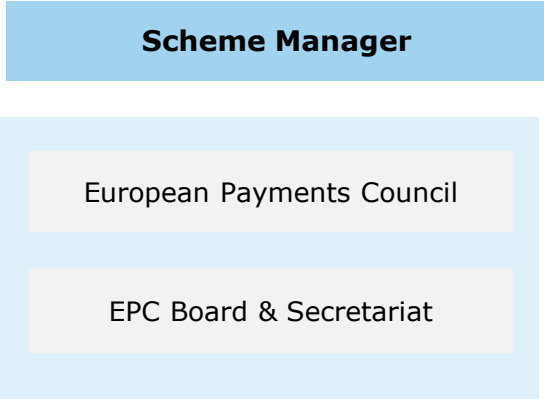 Scheme Manager
European Payments Council
EPC Board & Secretariat